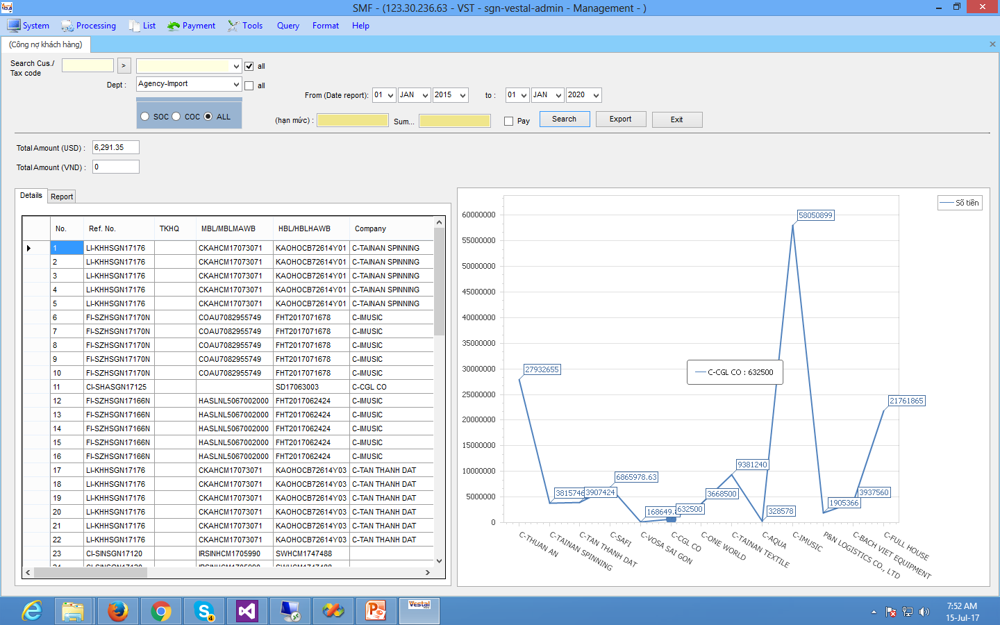 SMF - (123.30.236.63 - VST - sgn-vestal-admin - Management - )
System Processing List Payment Tools Query Format Help
(Công nợ khách hàng)
Search Cus./
Tax code
> all
Dept : Agency-Import all
From (Date report): 01 JAN 2015 to : 01 JAN 2020
SOC COC ALL
(hạn mức) : Sum... Pay Search Export Exit
Total Amount (USD) : 6,291.35
Total Amount (VND) : 0
Details Report
No. Ref. No. TKHQ MBL/MBLMAWB HBL/HBLHAWB Company
1 LI-KHHSGN17176 CKAHCM17073071 KAOHOCB72614Y01 C-TAINAN SPINNING
2 LI-KHHSGN17176 CKAHCM17073071 KAOHOCB72614Y01 C-TAINAN SPINNING
3 LI-KHHSGN17176 CKAHCM17073071 KAOHOCB72614Y01 C-TAINAN SPINNING
4 LI-KHHSGN17176 CKAHCM17073071 KAOHOCB72614Y01 C-TAINAN SPINNING
5 LI-KHHSGN17176 CKAHCM17073071 KAOHOCB72614Y01 C-TAINAN SPINNING
6 FI-SZHSGN17170N COAU7082955749 FHT2017071678 C-IMUSIC
7 FI-SZHSGN17170N COAU7082955749 FHT2017071678 C-IMUSIC
8 FI-SZHSGN17170N COAU7082955749 FHT2017071678 C-IMUSIC
9 FI-SZHSGN17170N COAU7082955749 FHT2017071678 C-IMUSIC
10 FI-SZHSGN17170N COAU7082955749 FHT2017071678 C-IMUSIC
11 CI-SHASGN17125 SD17063003 C-CGL CO
12 FI-SZHSGN17166N HASLNL5067002000 FHT2017062424 C-IMUSIC
13 FI-SZHSGN17166N HASLNL5067002000 FHT2017062424 C-IMUSIC
14 FI-SZHSGN17166N HASLNL5067002000 FHT2017062424 C-IMUSIC
15 FI-SZHSGN17166N HASLNL5067002000 FHT2017062424 C-IMUSIC
16 FI-SZHSGN17166N HASLNL5067002000 FHT2017062424 C-IMUSIC
17 LI-KHHSGN17176 CKAHCM17073071 KAOHOCB72614Y03 C-TAN THANH DAT
18 LI-KHHSGN17176 CKAHCM17073071 KAOHOCB72614Y03 C-TAN THANH DAT
19 LI-KHHSGN17176 CKAHCM17073071 KAOHOCB72614Y03 C-TAN THANH DAT
20 LI-KHHSGN17176 CKAHCM17073071 KAOHOCB72614Y03 C-TAN THANH DAT
21 LI-KHHSGN17176 CKAHCM17073071 KAOHOCB72614Y03 C-TAN THANH DAT
22 LI-KHHSGN17176 CKAHCM17073071 KAOHOCB72614Y03 C-TAN THANH DAT
23 CI-SINSGN17120 IRSINHCM1705990 SWHCM1747488
Số tiền
60000000
55000000
50000000
45000000
40000000
35000000
30000000
25000000
20000000
15000000
10000000
5000000
0
27932655
3815746
3907424
6865978.63
168649.
632500
3668500
9381240
328578
58050899
1905366
3937560
21761865
C-CGL CO : 632500
C-THUAN AN
C-TAINAN SPINNING
C-TAN THANH DAT
C-SAFI
C-VOSA SAI GON
C-CGL CO
C-ONE WORLD
C-TAINAN TEXTILE
C-AQUA
C-IMUSIC
P&N LOGISTICS CO., LTD
C-BACH VIET EQUIPMENT
C-FULL HOUSE
4
Vestal
7:52 AM
15-Jul-17